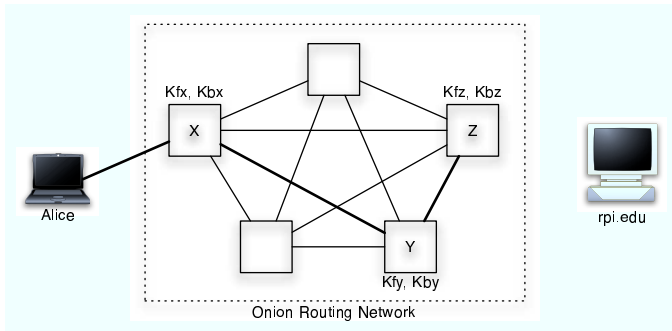 Kfx, Kbx
Kfz, Kbz
X
Z
Alice
rpi.edu
Y
Kfy, Kby
Onion Routing Network